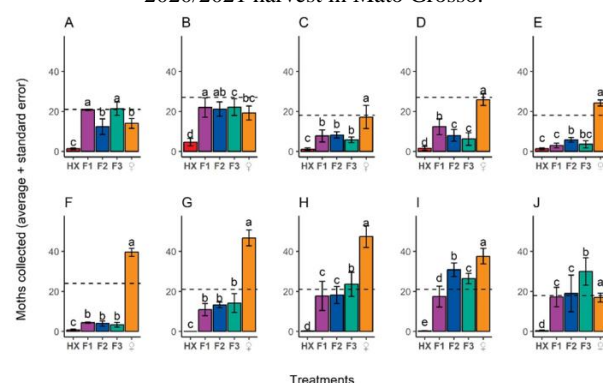 2020/2021 harvest in Mato Grosso.
A B C D E
Moths collected (average + standard error)
40
20
0
c a b a b
d a ab c bc
c b b c a
d b c c a
c c b bc a
HX F1 F2 F3 ♀ HX F1 F2 F3 ♀ HX F1 F2 F3 ♀ HX F1 F2 F3 ♀ HX F1 F2 F3 ♀
F G H I J
40
20
0
c b b c a
c b b b a
d c c b a
e d b c a
d c c b a
HX F1 F2 F3 ♀ HX F1 F2 F3 ♀ HX F1 F2 F3 ♀ HX F1 F2 F3 ♀ HX F1 F2 F3 ♀
Treatments